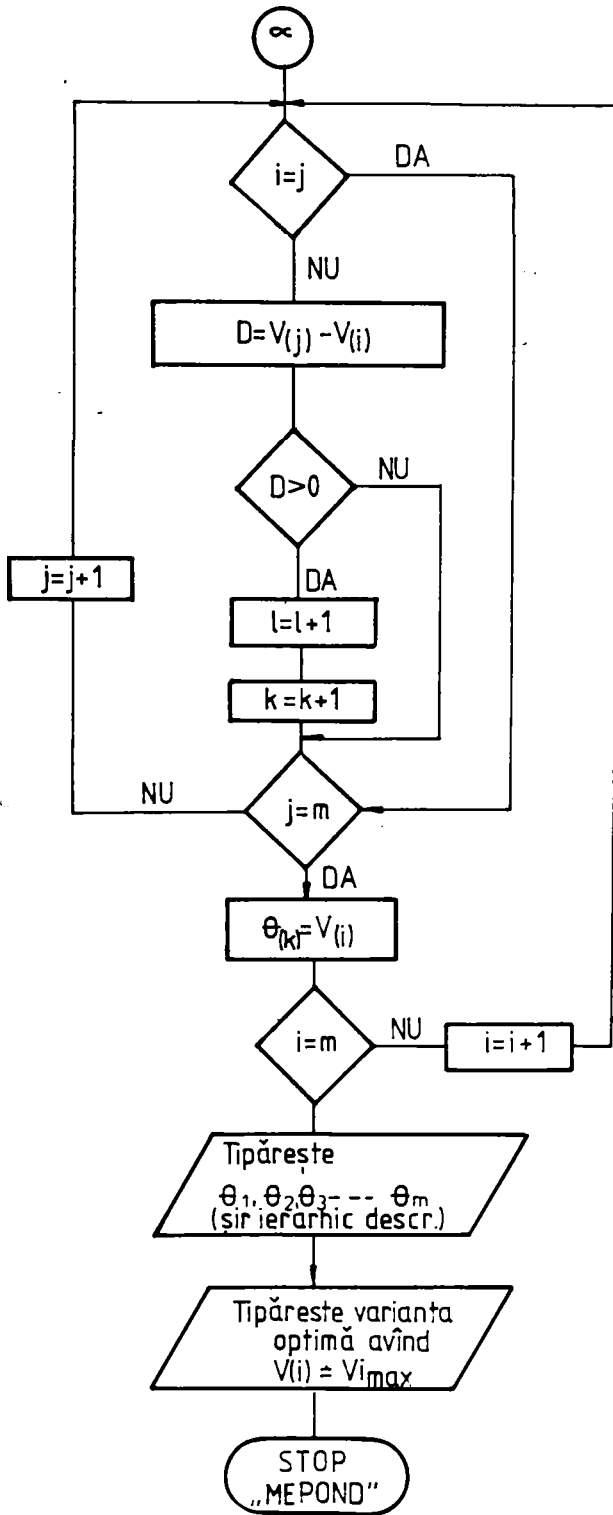 ∝
i=j
DA
NU
D=V(j) -V(i)
D>0
NU
DA
j=j+1
l=l+1
k=k+1
NU
j=m
DA
θ(k)=V(i)
i=m
NU
i=i+1
Tipărește
θ1, θ2,θ3--- θm
(șir ierarhic descr.)
Tipărește varianta
optimă avînd
V(i) = Vimax
STOP
„MEPOND"